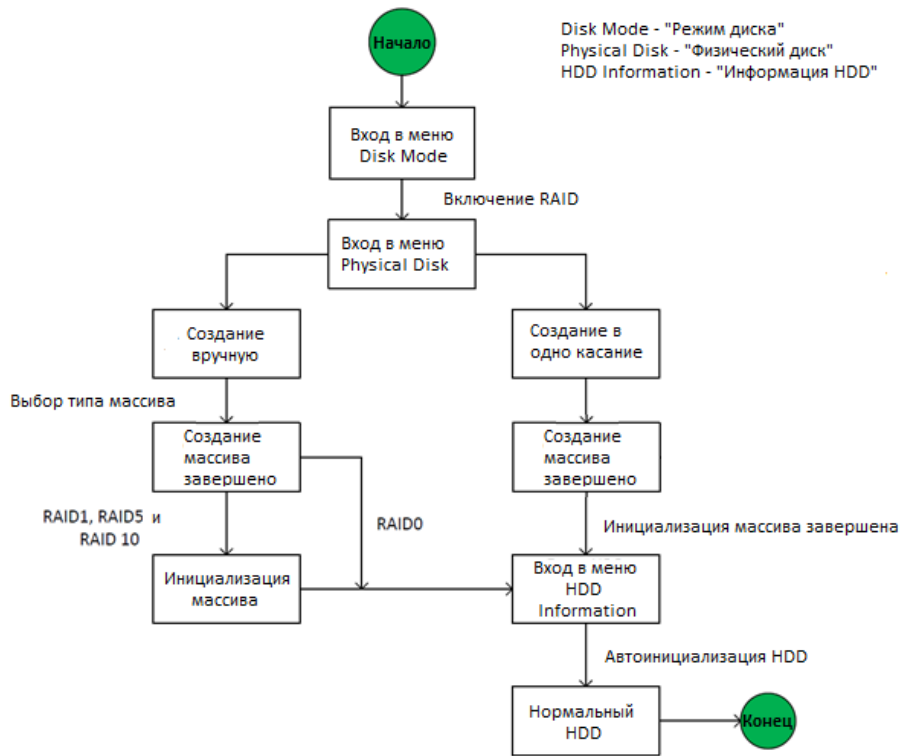 Начало
Disk Mode - "Режим диска"
Physical Disk - "Физический диск"
HDD Information - "Информация HDD"
Вход в меню
Disk Mode
Включение RAID
Вход в меню
Physical Disk
Создание
вручную
Создание в
одно касание
Выбор типа массива
Создание
массива
завершено
Создание
массива
завершено
RAID1, RAID5 и
RAID 10
RAID0
Инициализация массива завершена
Инициализация
массива
Вход в меню
HDD
Information
Автоинициализация HDD
Нормальный
HDD
Конец